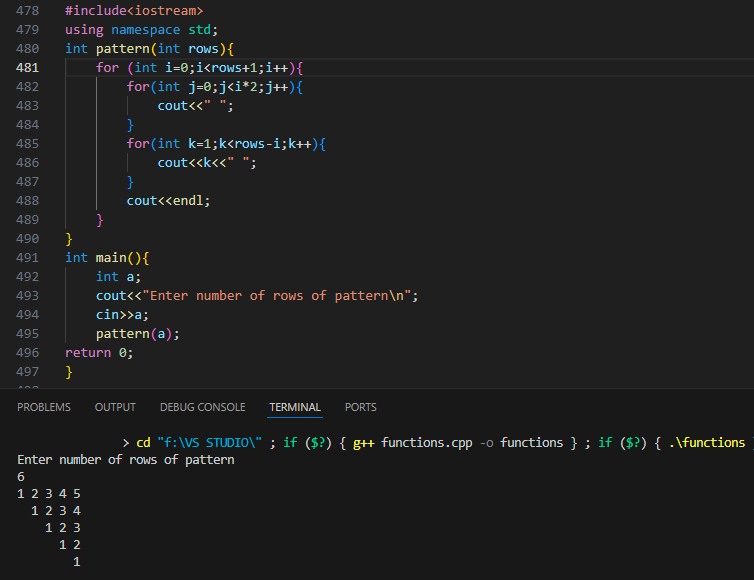 478 #include<iostream>
479 using namespace std;
480 int pattern(int rows){
481     for (int i=0;i<rows+1;i++){
482         for(int j=0;j<i*2;j++){
483             cout<<" ";
484         }
485         for(int k=1;k<rows-i;k++){
486             cout<<k<<" ";
487         }
488         cout<<endl;
489     }
490 }
491 int main(){
492     int a;
493     cout<<"Enter number of rows of pattern\n";
494     cin>>a;
495     pattern(a);
496 return 0;
497 }
PROBLEMS OUTPUT DEBUG CONSOLE TERMINAL PORTS
> cd "f:\VS STUDIO\" ; if ($?) { g++ functions.cpp -o functions } ; if ($?) { .\functions }
Enter number of rows of pattern
6
1 2 3 4 5
  1 2 3 4
    1 2 3
      1 2
        1